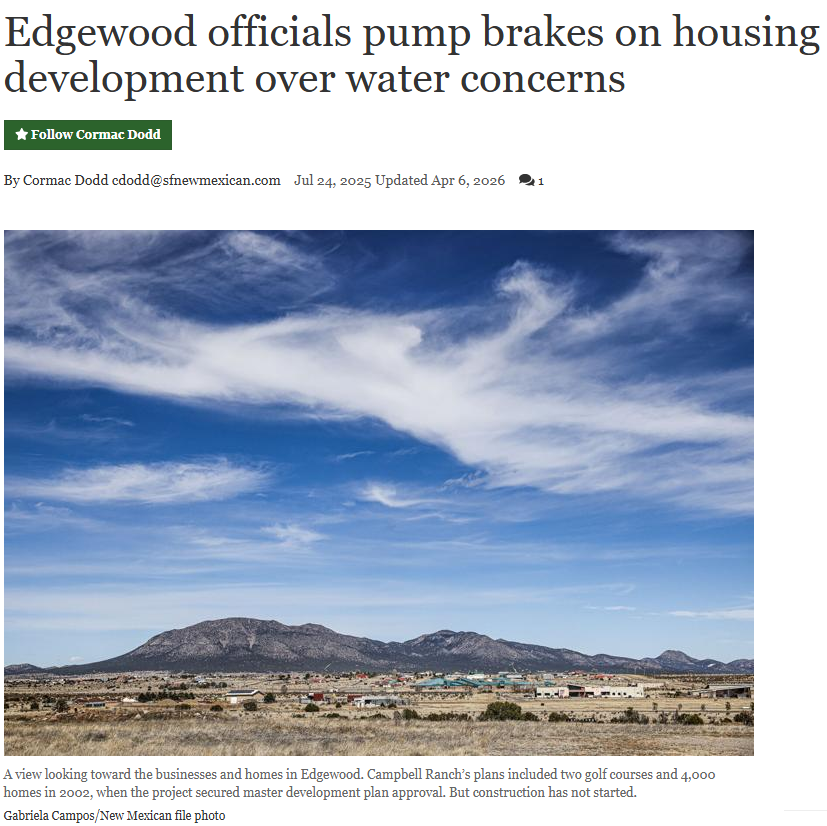 Edgewood officials pump brakes on housing
development over water concerns
Follow Cormac Dodd
By Cormac Dodd cdodd@sfnewmexican.com Jul 24, 2025 Updated Apr 6, 2026 1
A view looking toward the businesses and homes in Edgewood. Campbell Ranch’s plans included two golf courses and 4,000
homes in 2002, when the project secured master development plan approval. But construction has not started.
Gabriela Campos/New Mexican file photo